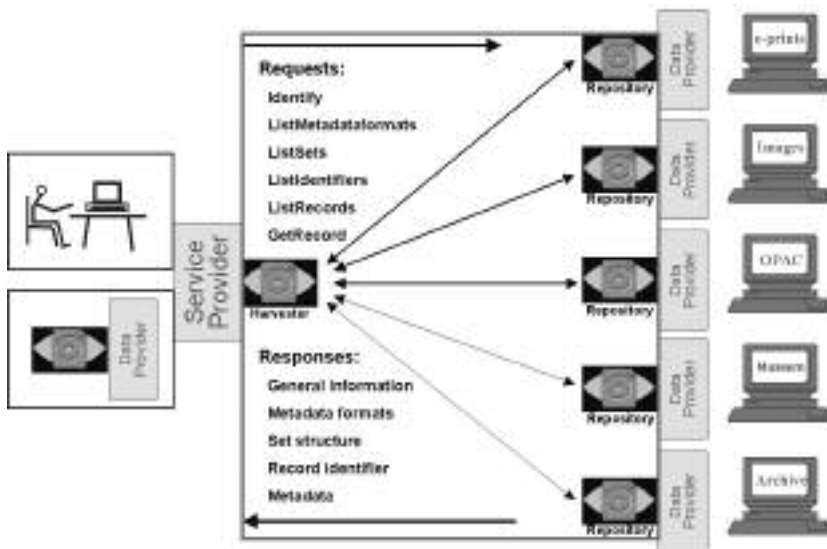 Requests:
Identify
ListMetadataformats
ListSets
ListIdentifiers
ListRecords
GetRecord
Harvester
Service
Provider
Data
Provider
Responses:
General Information
Metadata formats
Set structure
Record identifier
Metadata
Repository
Data
Provider
e-prints
Repository
Data
Provider
Images
Repository
Data
Provider
OPAC
Repository
Data
Provider
Museum
Repository
Data
Provider
Archive